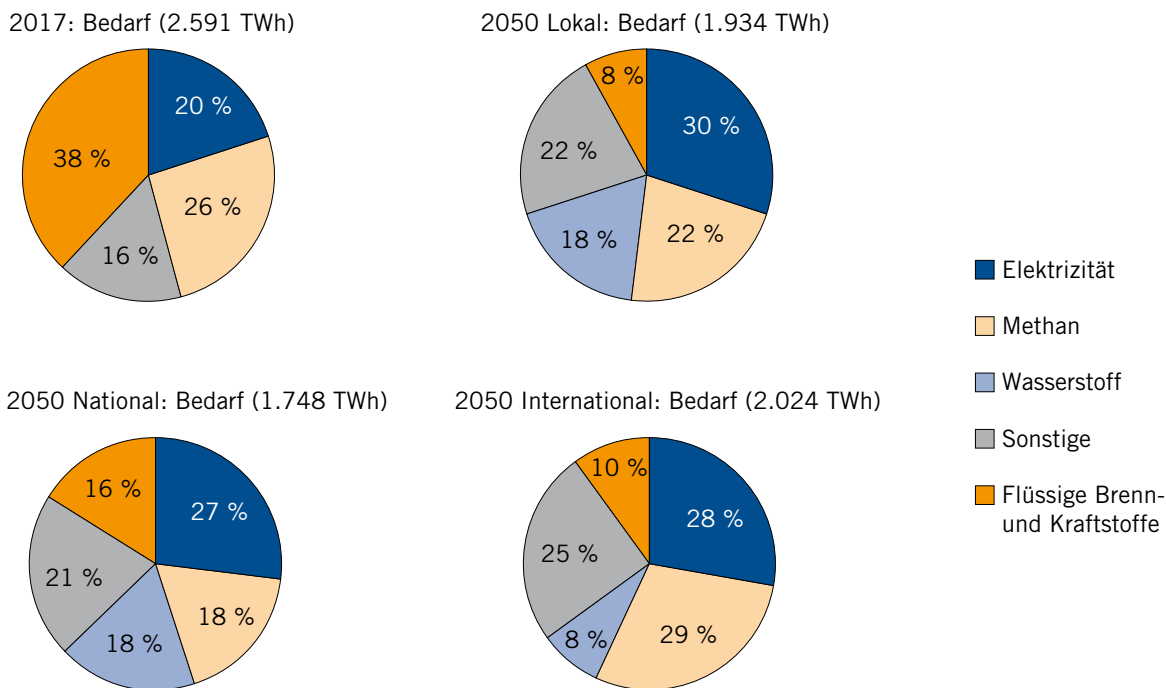 2017: Bedarf (2.591 TWh)
20 %
26 %
16 %
38 %
2050 Lokal: Bedarf (1.934 TWh)
30 %
22 %
18 %
22 %
8 %
2050 National: Bedarf (1.748 TWh)
27 %
18 %
18 %
21 %
16 %
2050 International: Bedarf (2.024 TWh)
28 %
29 %
8 %
25 %
10 %
Elektrizität
Methan
Wasserstoff
Sonstige
Flüssige Brenn-
und Kraftstoffe